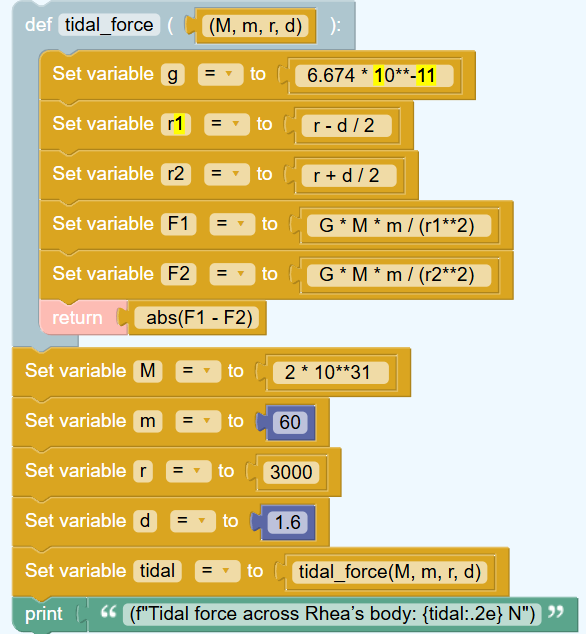 def tidal_force ( (M, m, r, d) ):
Set variable g = to 6.674 * 10**-11
Set variable r1 = to r - d / 2
Set variable r2 = to r + d / 2
Set variable F1 = to G * M * m / (r1**2)
Set variable F2 = to G * M * m / (r2**2)
return abs(F1 - F2)
Set variable M = to 2 * 10**31
Set variable m = to 60
Set variable r = to 3000
Set variable d = to 1.6
Set variable tidal = to tidal_force(M, m, r, d)
print “ (f"Tidal force across Rhea’s body: {tidal:.2e} N") ”